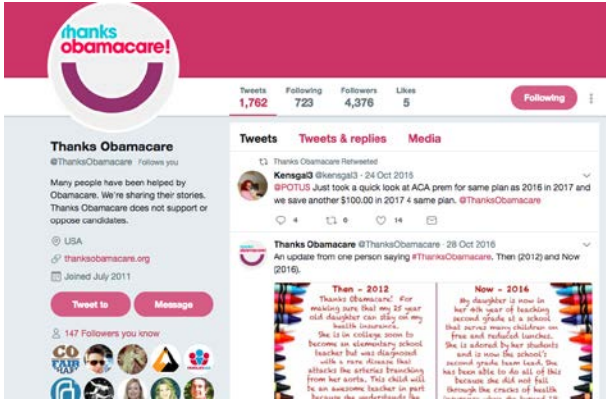 thanks
obamacare!
Tweets Following Followers Likes
1,762 723 4,376 5
Following
Thanks Obamacare
@ThanksObamacare Follows you
Many people have been helped by
Obamacare. We're sharing their stories.
Thanks Obamacare does not support or
oppose candidates.
USA
thanksobamacare.org
Joined July 2011
Tweet to Message
147 Followers you know
CO
FAIR
Tweets Tweets & replies Media
Thanks Obamacare Retweeted
Kensgal3 @kensgal3 · 24 Oct 2016
@POTUS Just took a quick look at ACA prem for same plan as 2016 in 2017 and
we save another $100.00 in 2017 4 same plan. @ThanksObamacare
4 14
Thanks Obamacare @ThanksObamacare · 28 Oct 2016
An update from one person saying #ThanksObamacare. Then (2012) and Now
(2016).
Then - 2012
Thanks Obamacare! For
making sure that my 25 year
old daughter can stay on my
health insurance.
She is in college soon to
become an elementary school
teacher but was diagnosed
with a rare disease that
attacks the arteries branching
from her aorta. This child will
be an awesome teacher in part
because she understands the
Now - 2016
My daughter is now in
her 4th year of teaching
second grade at a school
that serves many children on
free and reduced lunches.
She is adored by her students
and is now the school's
second grade team lead. She
has been able to do all of this
because she did not fall
through the cracks of health